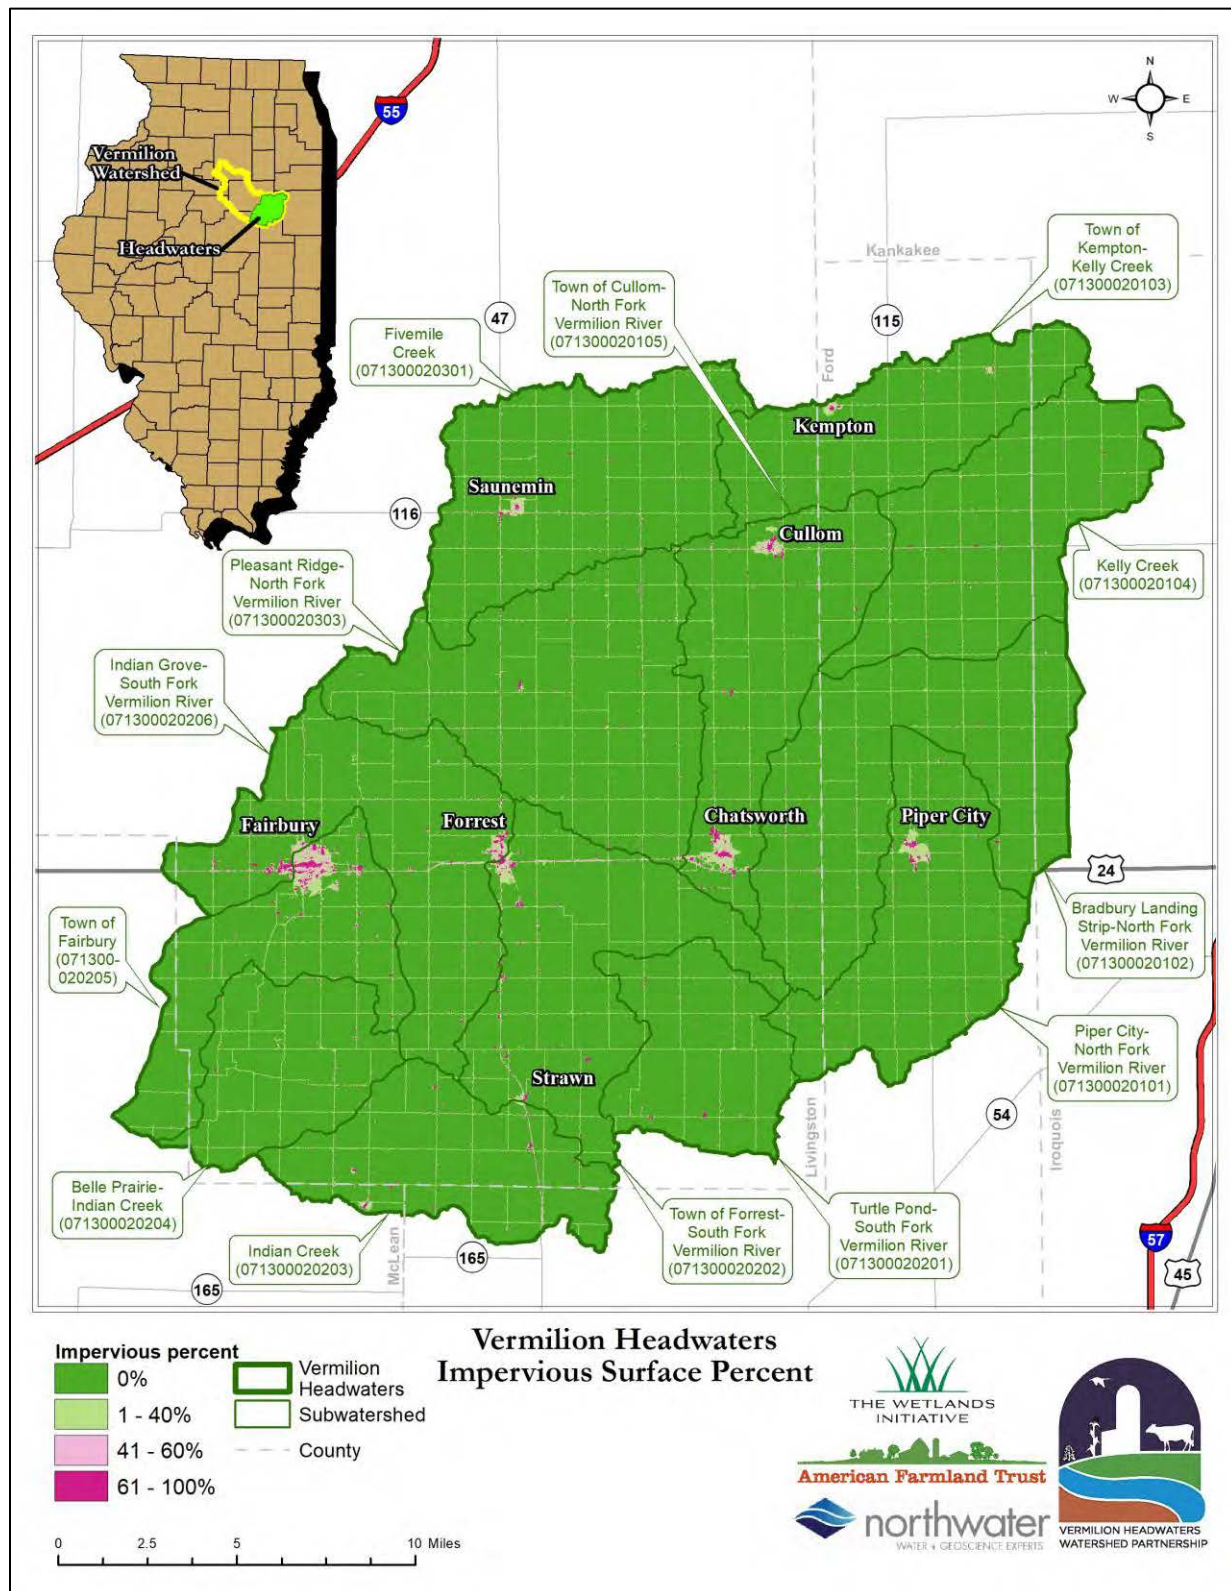 Vermilion
Watershed
Headwaters
55
N
W
E
S
Kankakee
Town of
Kempton-
Kelly Creek
(071300020103)
Town of Cullom-
North Fork
Vermilion River
(071300020105)
47
115
Fivemile
Creek
(071300020301)
Ford
Kempton
Saunemin
116
Cullom
Pleasant Ridge-
North Fork
Vermilion River
(071300020303)
Kelly Creek
(071300020104)
Indian Grove-
South Fork
Vermilion River
(071300020206)
Fairbury
Forrest
Chatsworth
Piper City
24
Town of
Fairbury
(071300-
020205)
Bradbury Landing
Strip-North Fork
Vermilion River
(071300020102)
Piper City-
North Fork
Vermilion River
(071300020101)
Strawn
54
Livingston
Iroquois
Belle Prairie-
Indian Creek
(071300020204)
Indian Creek
(071300020203)
McLean
165
165
Town of Forrest-
South Fork
Vermilion River
(071300020202)
Turtle Pond-
South Fork
Vermilion River
(071300020201)
57
45
Vermilion Headwaters
Impervious Surface Percent
Impervious percent
0%
1 - 40%
41 - 60%
61 - 100%
Vermilion
Headwaters
Subwatershed
County
0 2.5 5 10 Miles
THE WETLANDS
INITIATIVE
American Farmland Trust
northwater
WATER + GEOSCIENCE EXPERTS
VERMILION HEADWATERS
WATERSHED PARTNERSHIP